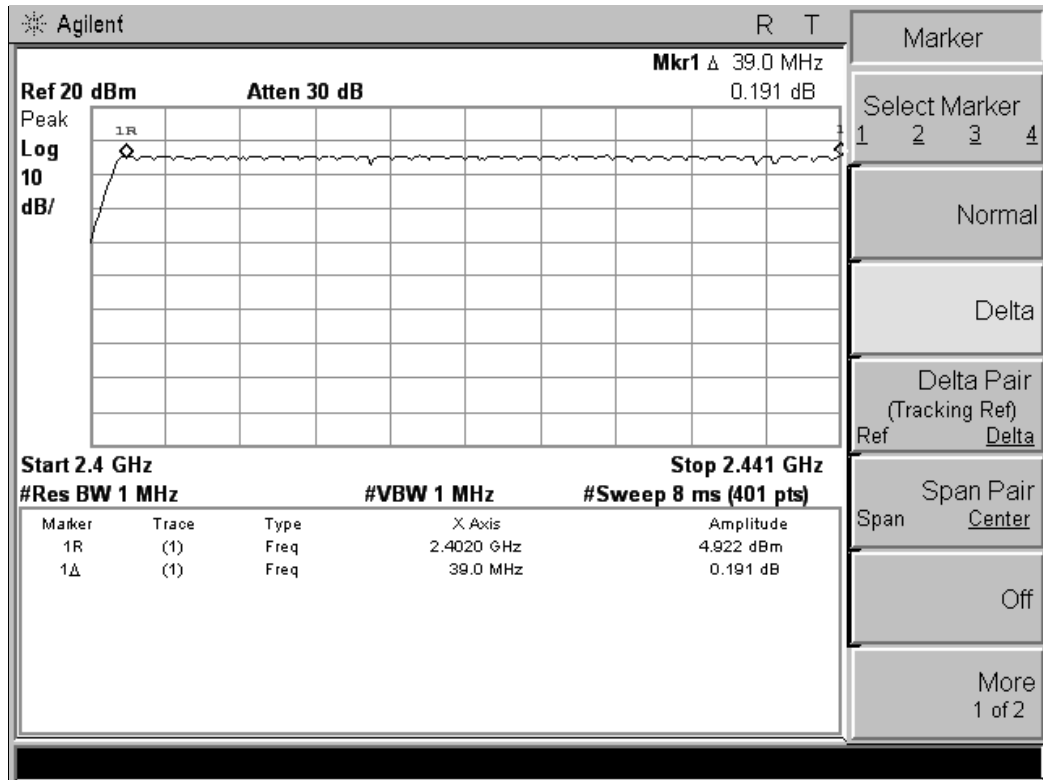 Agilent R T
Mkr1 Δ 39.0 MHz
Ref 20 dBm Atten 30 dB 0.191 dB
Peak
Log
10
dB/
1R
1
Start 2.4 GHz Stop 2.441 GHz
#Res BW 1 MHz #VBW 1 MHz #Sweep 8 ms (401 pts)
Marker Trace Type X Axis Amplitude
1R (1) Freq 2.4020 GHz 4.922 dBm
1Δ (1) Freq 39.0 MHz 0.191 dB
Marker
Select Marker
1 2 3 4
Normal
Delta
Delta Pair
(Tracking Ref)
Ref Delta
Span Pair
Span Center
Off
More
1 of 2